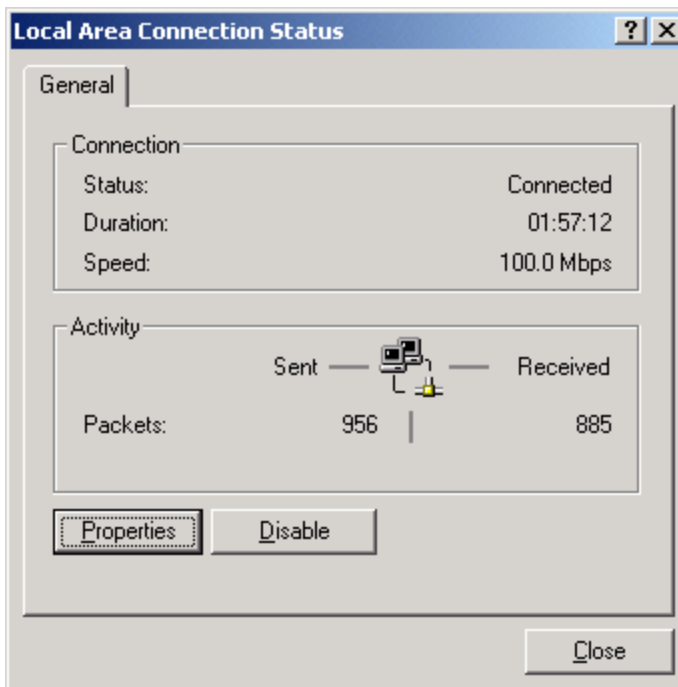 Local Area Connection Status
General
Connection
Status: Connected
Duration: 01:57:12
Speed: 100.0 Mbps
Activity
Sent Received
Packets: 956 885
Properties Disable
Close